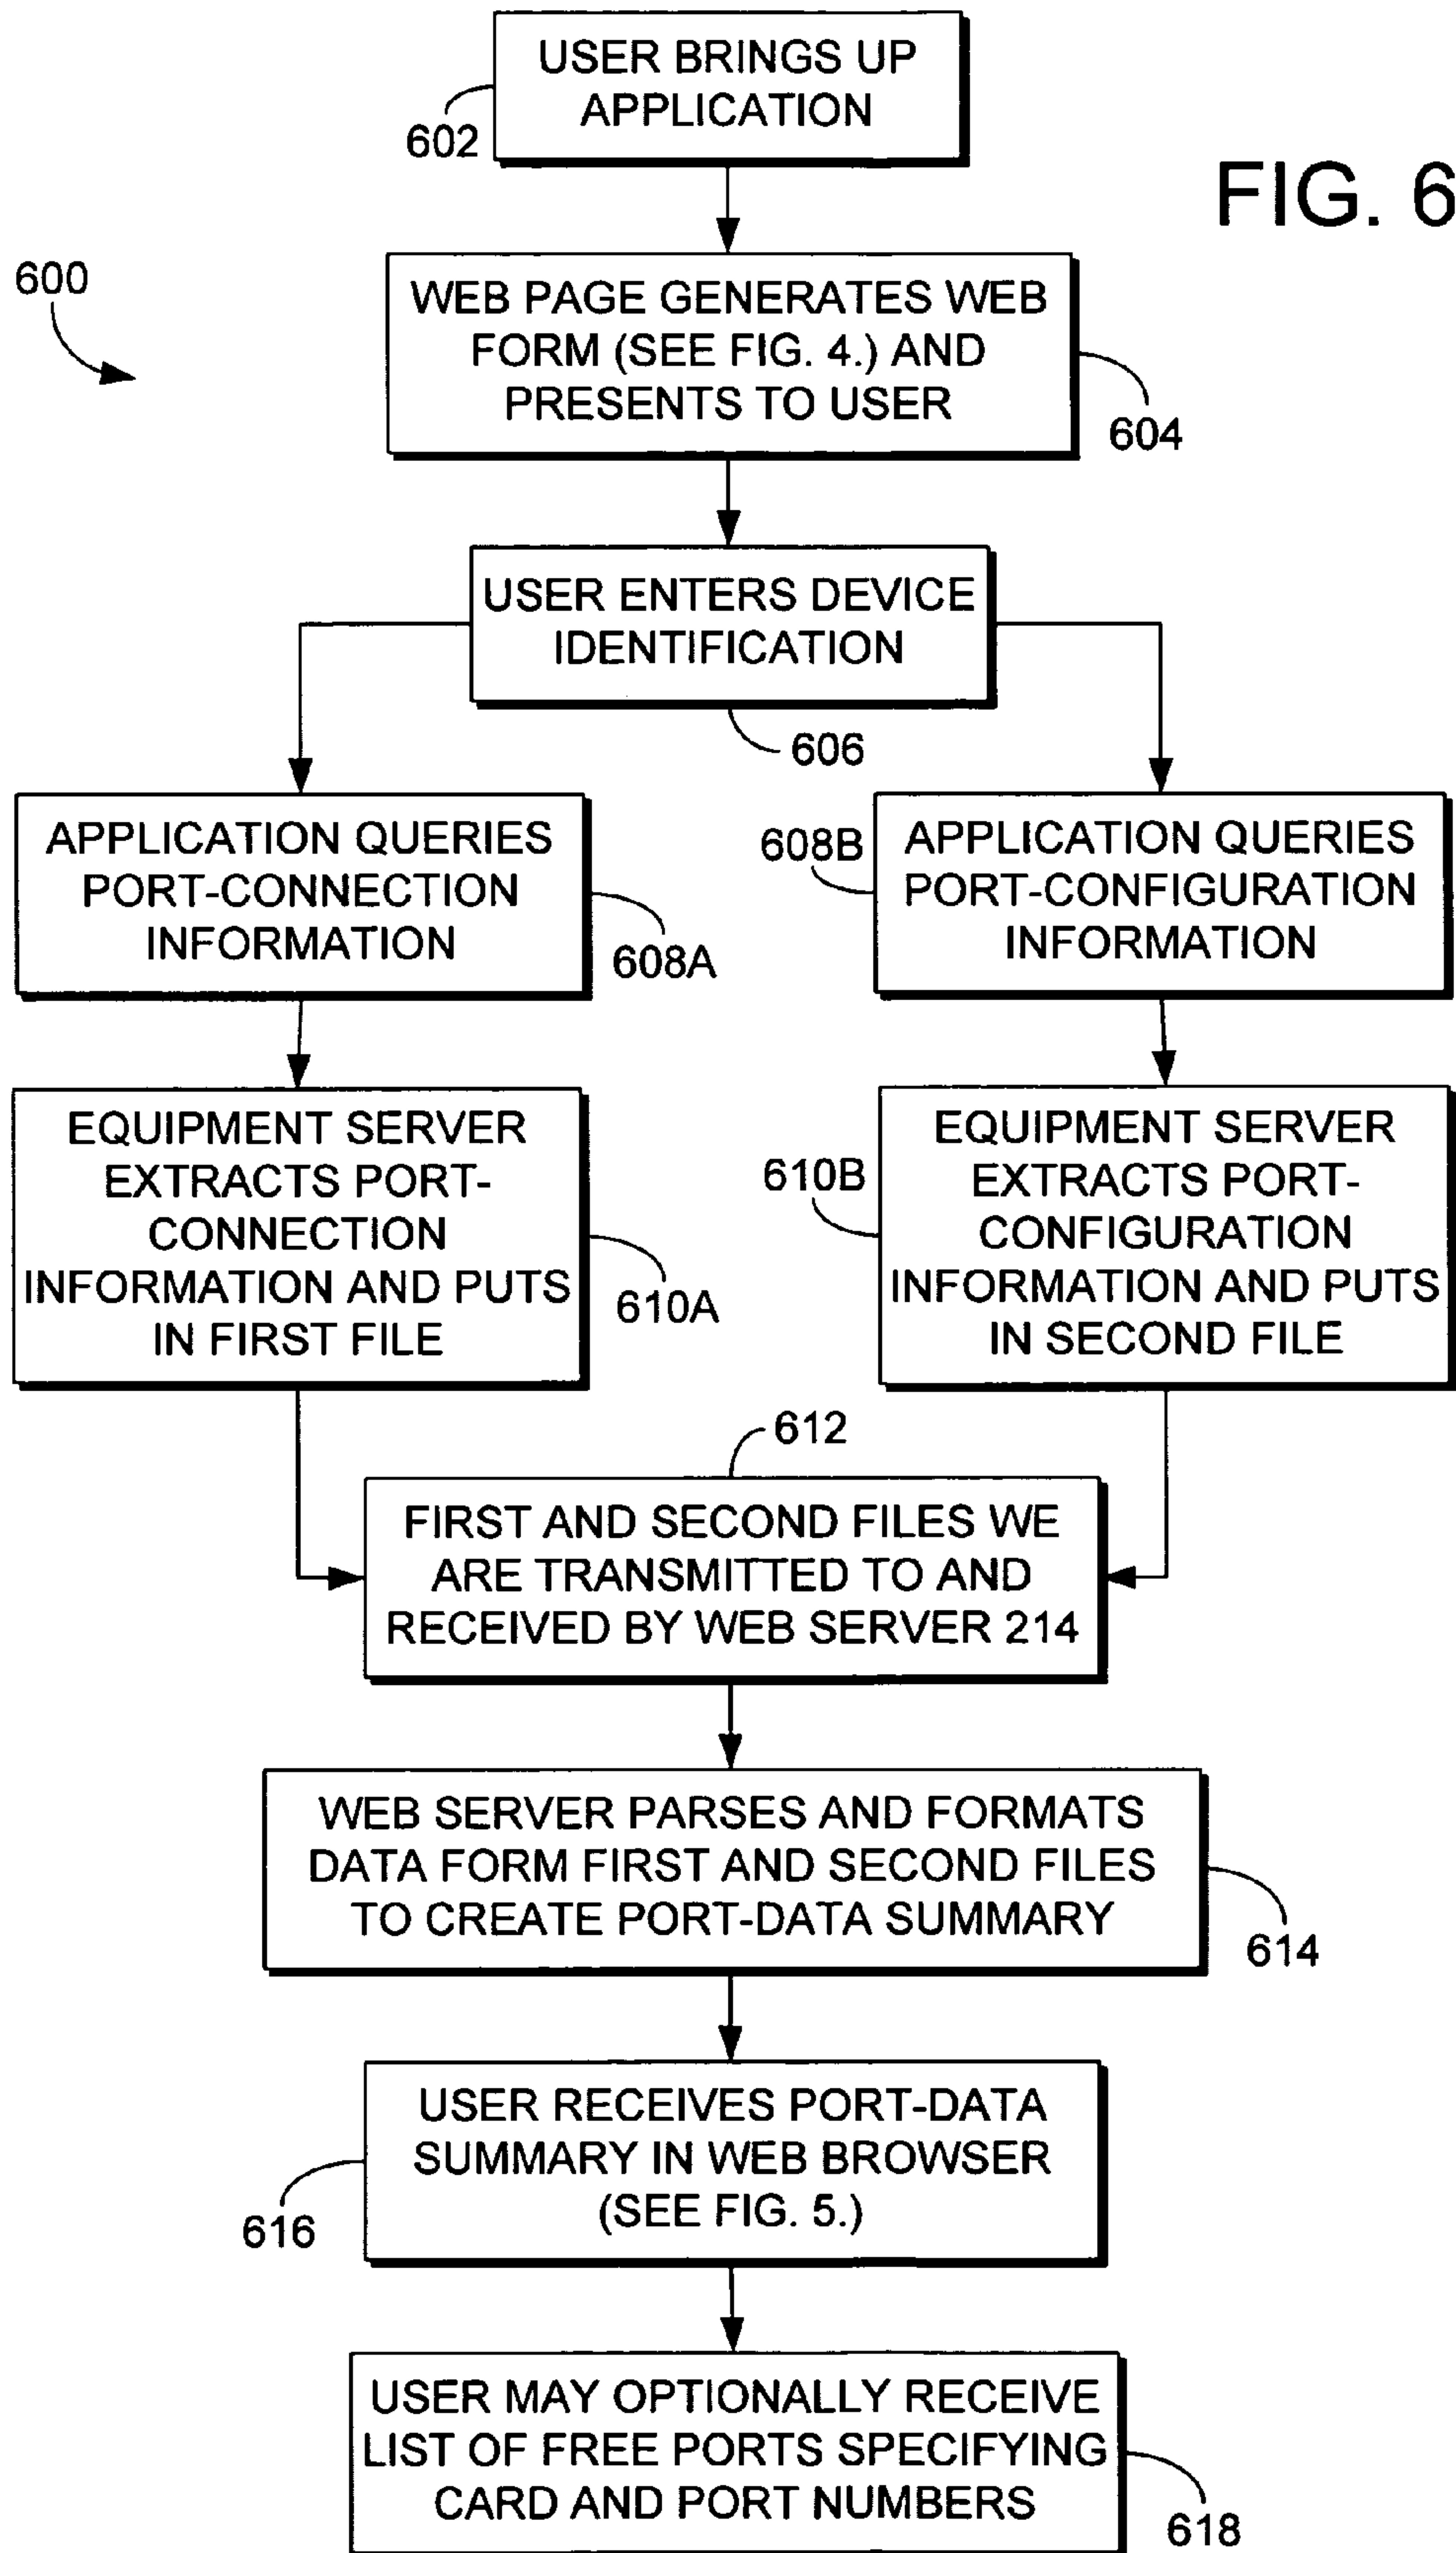 USER BRINGS UP
APPLICATION
602
FIG. 6
600
WEB PAGE GENERATES WEB
FORM (SEE FIG. 4.) AND
PRESENTS TO USER
604
USER ENTERS DEVICE
IDENTIFICATION
606
APPLICATION QUERIES
PORT-CONNECTION
INFORMATION
608A
608B
APPLICATION QUERIES
PORT-CONFIGURATION
INFORMATION
EQUIPMENT SERVER
EXTRACTS PORT-
CONNECTION
INFORMATION AND PUTS
IN FIRST FILE
610A
610B
EQUIPMENT SERVER
EXTRACTS PORT-
CONFIGURATION
INFORMATION AND PUTS
IN SECOND FILE
612
FIRST AND SECOND FILES WE
ARE TRANSMITTED TO AND
RECEIVED BY WEB SERVER 214
WEB SERVER PARSES AND FORMATS
DATA FORM FIRST AND SECOND FILES
TO CREATE PORT-DATA SUMMARY
614
USER RECEIVES PORT-DATA
SUMMARY IN WEB BROWSER
(SEE FIG. 5.)
616
USER MAY OPTIONALLY RECEIVE
LIST OF FREE PORTS SPECIFYING
CARD AND PORT NUMBERS
618